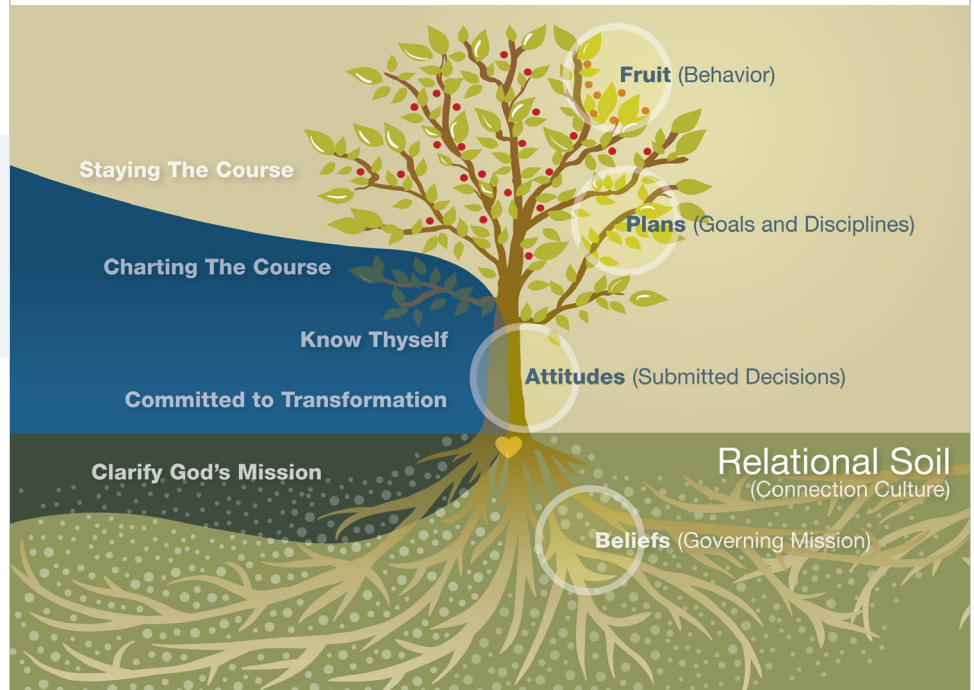 Fruit (Behavior)
Staying The Course
Plans (Goals and Disciplines)
Charting The Course
Know Thyself
Attitudes (Submitted Decisions)
Committed to Transformation
Clarify God's Mission
Relational Soil
(Connection Culture)
Beliefs (Governing Mission)